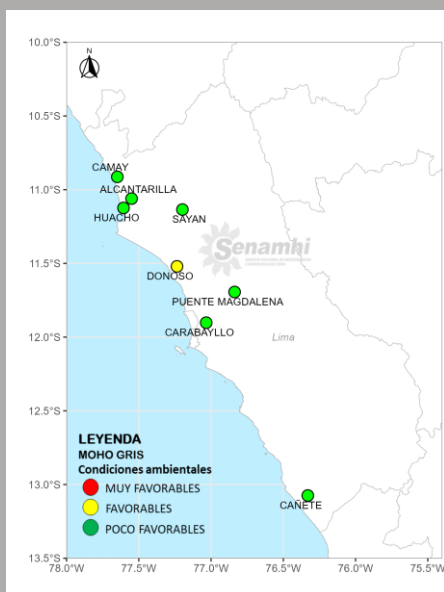 10.0°S
N
10.5°S
CAMAY
11.0°S
ALCANTARILLA
HUACHO
SAYAN
11.5°S
Senamhi
DONOSO
PUENTE MAGDALENA
12.0°S
CARABAYLLO
Lima
12.5°S
LEYENDA
MOHO GRIS
Condiciones ambientales
MUY FAVORABLES
FAVORABLES
POCO FAVORABLES
13.0°S
CAÑETE
13.5°S
78.0°W 77.5°W 77.0°W 76.5°W 76.0°W 75.5°W